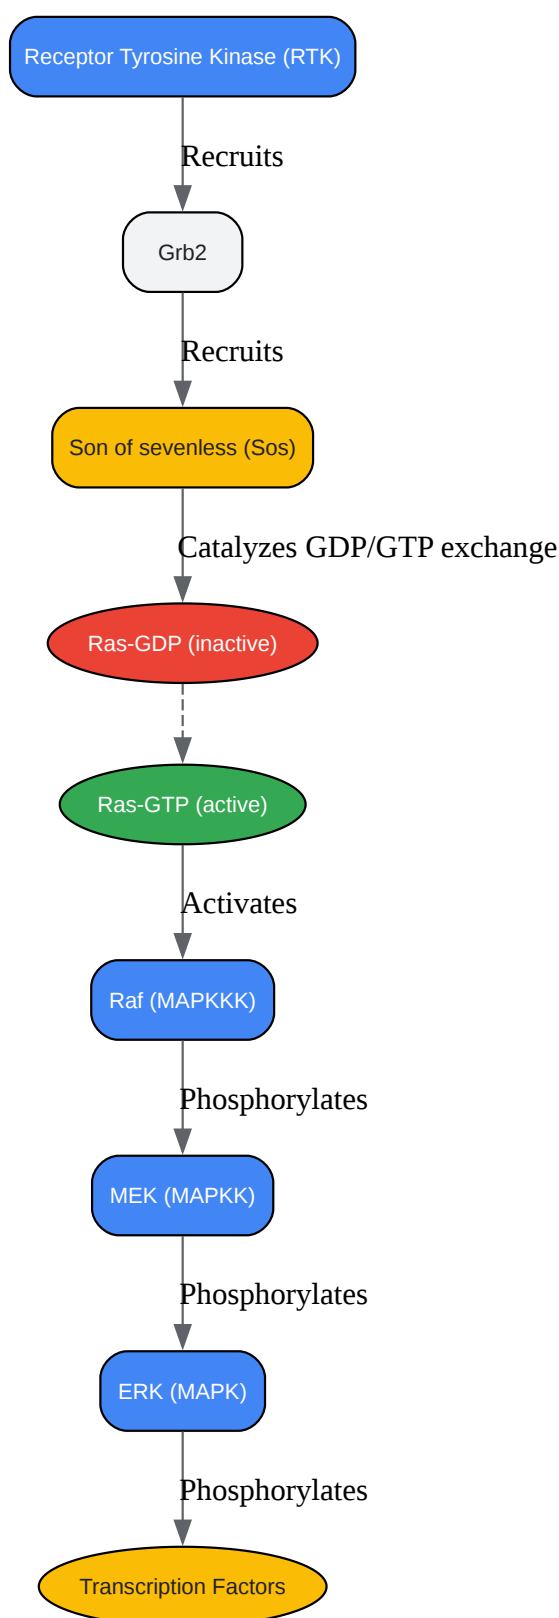 Receptor Tyrosine Kinase (RTK)
Recruits
Grb2
Recruits
Son of sevenless (Sos)
Catalyzes GDP/GTP exchange
Ras-GDP (inactive)
Ras-GTP (active)
Activates
Raf (MAPKKK)
Phosphorylates
MEK (MAPKK)
Phosphorylates
ERK (MAPK)
Phosphorylates
Transcription Factors